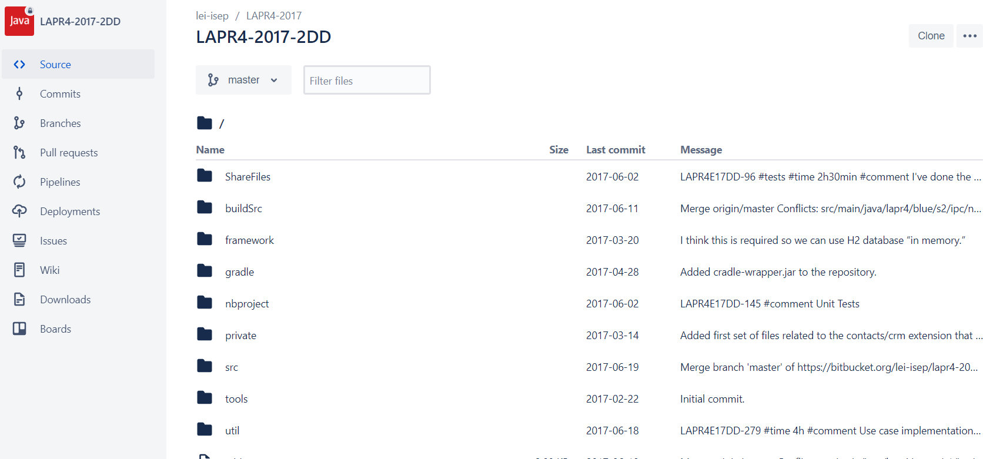 Java
LAPR4-2017-2DD
Source
Commits
Branches
Pull requests
Pipelines
Deployments
Issues
Wiki
Downloads
Boards
lei-isep / LAPR4-2017
LAPR4-2017-2DD
Clone
master
Filter files
/
Name Size Last commit Message
ShareFiles 2017-06-02 LAPR4E17DD-96 #tests #time 2h30min #comment I've done the ...
buildSrc 2017-06-11 Merge origin/master Conflicts: src/main/java/lapr4/blue/s2/ipc/n...
framework 2017-03-20 I think this is required so we can use H2 database “in memory.”
gradle 2017-04-28 Added cradle-wrapper.jar to the repository.
nbproject 2017-06-02 LAPR4E17DD-145 #comment Unit Tests
private 2017-03-14 Added first set of files related to the contacts/crm extension that ...
src 2017-06-19 Merge branch 'master' of https://bitbucket.org/lei-isep/lapr4-20...
tools 2017-02-22 Initial commit.
util 2017-06-18 LAPR4E17DD-279 #time 4h #comment Use case implementation...